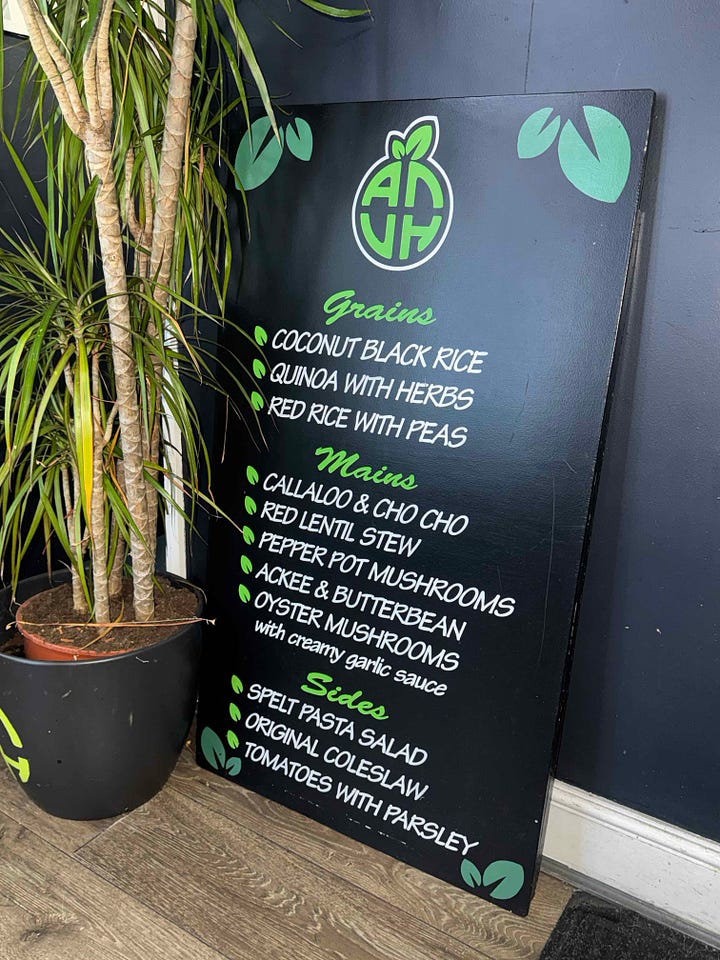 AN
VH
Grains
COCONUT BLACK RICE
QUINOA WITH HERBS
RED RICE WITH PEAS
Mains
CALLALOO & CHO CHO
RED LENTIL STEW
PEPPER POT MUSHROOMS
ACKEE & BUTTERBEAN
OYSTER MUSHROOMS
with creamy garlic sauce
Sides
SPELT PASTA SALAD
ORIGINAL COLESLAW
TOMATOES WITH PARSLEY